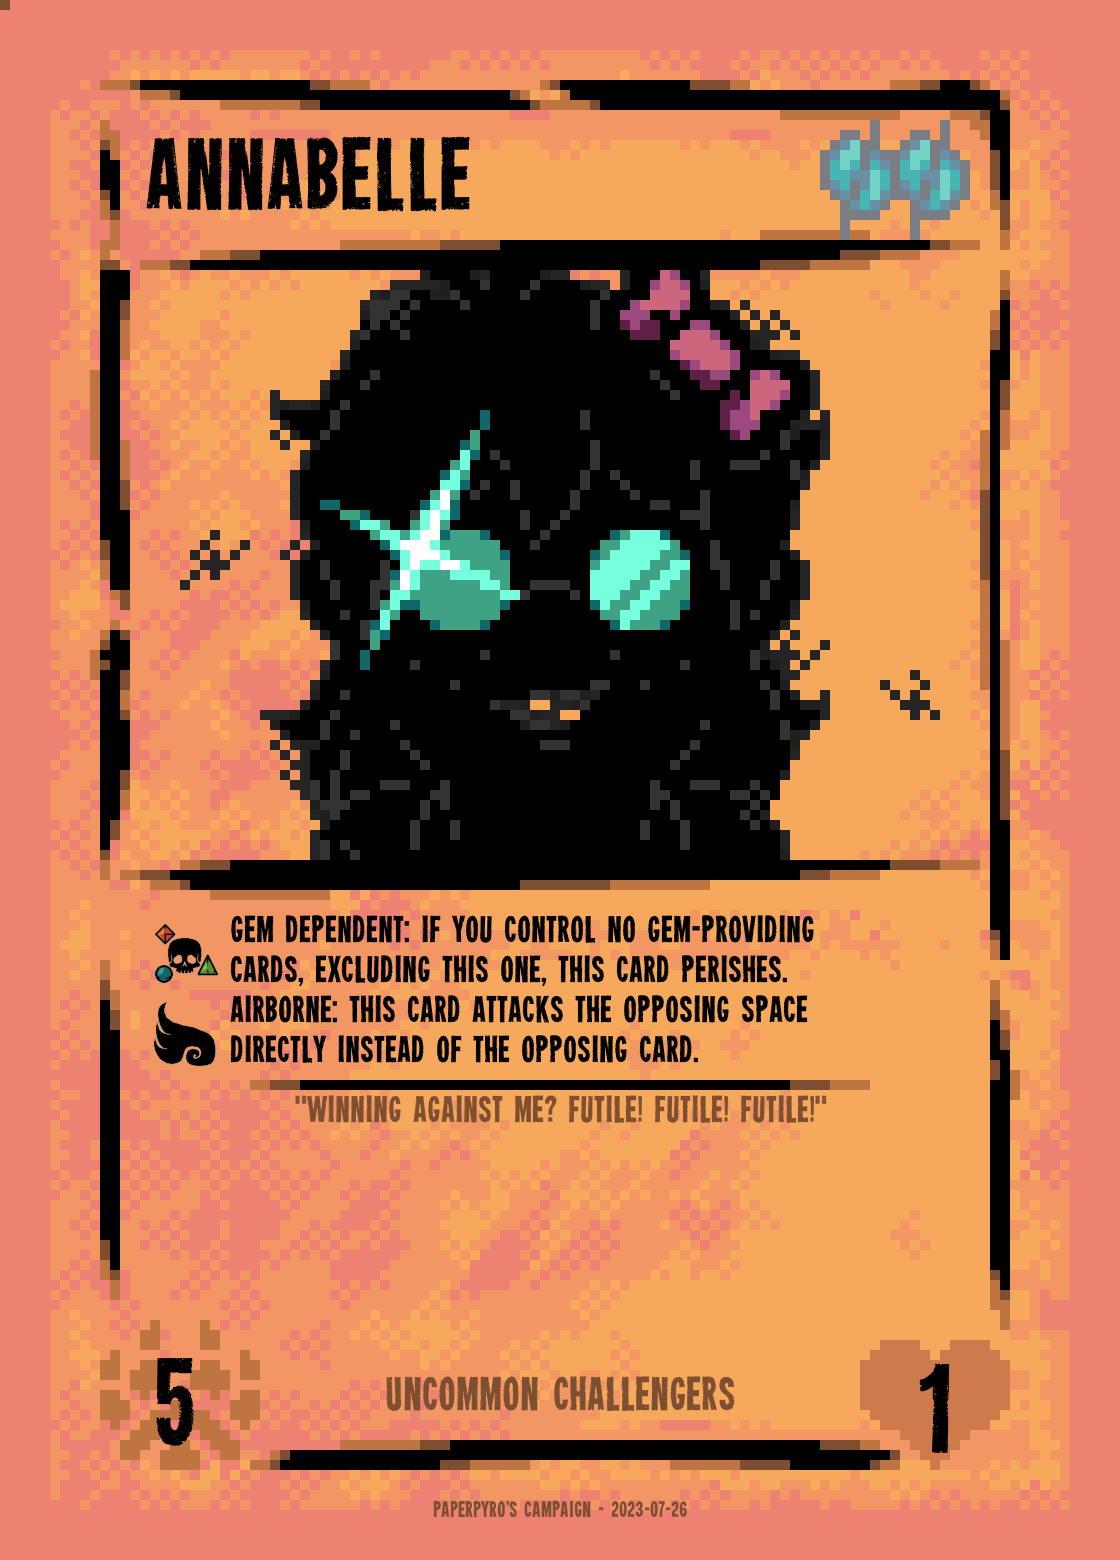 ANNABELLE
GEM DEPENDENT: IF YOU CONTROL NO GEM-PROVIDING
CARDS, EXCLUDING THIS ONE, THIS CARD PERISHES.
AIRBORNE: THIS CARD ATTACKS THE OPPOSING SPACE
DIRECTLY INSTEAD OF THE OPPOSING CARD.
"WINNING AGAINST ME? FUTILE! FUTILE! FUTILE!"
5
UNCOMMON CHALLENGERS
1
PAPERPYRO'S CAMPAIGN - 2023-07-26